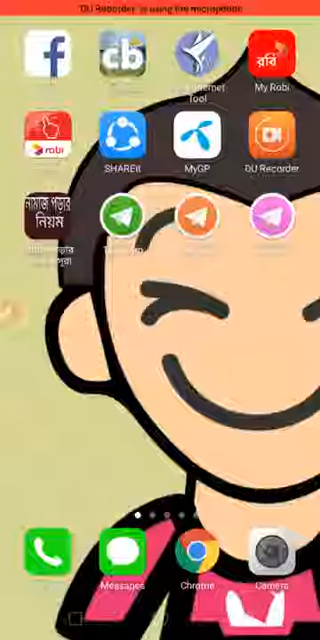 "DU Recorder" is using the microphone
f
cb
Tool
রবি
My Robi
robi
SHAREit
MyGP
DU Recorder
নামাজ পড়ার
নিয়ম
Messages
Chrome
Camera